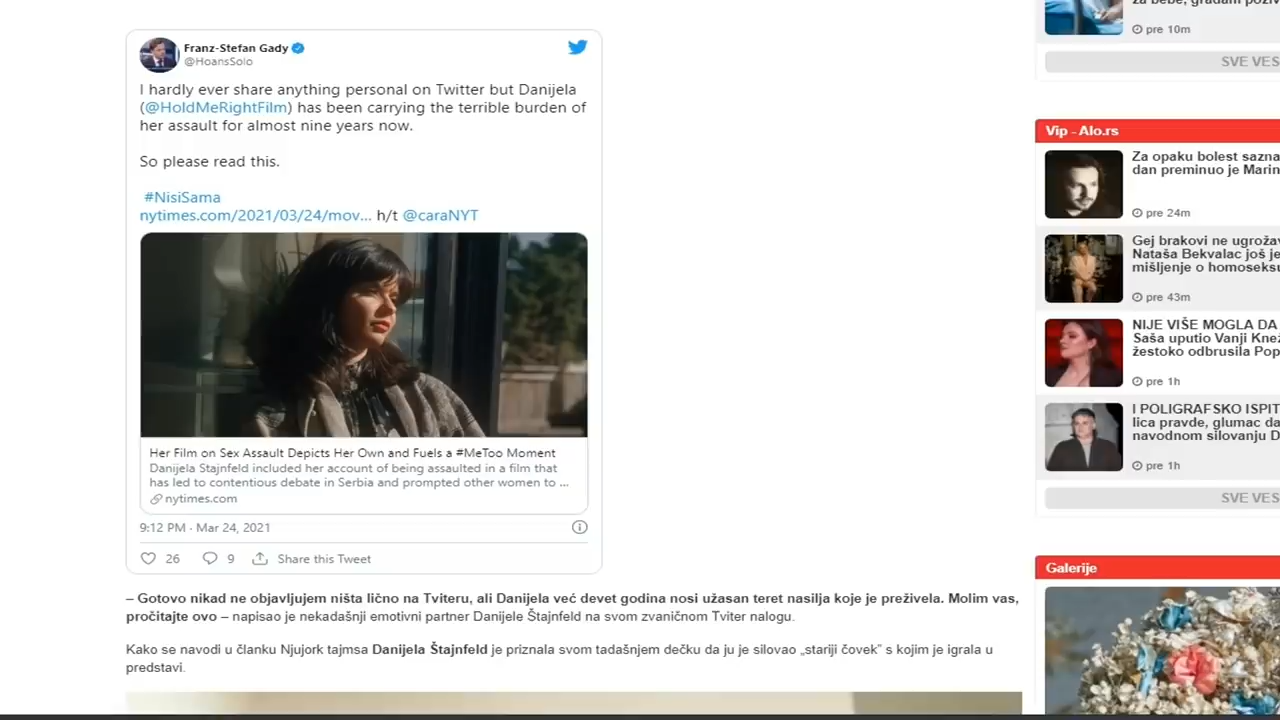 Franz-Stefan Gady
@HoansSolo
I hardly ever share anything personal on Twitter but Danijela
(@HoldMeRightFilm) has been carrying the terrible burden of
her assault for almost nine years now.
So please read this.
#NisiSama
nytimes.com/2021/03/24/mov... h/t @caraNYT
Her Film on Sex Assault Depicts Her Own and Fuels a #MeToo Moment
Danijela Stajnfeld included her account of being assaulted in a film that
has led to contentious debate in Serbia and prompted other women to ...
nytimes.com
9:12 PM · Mar 24, 2021
26 9 Share this Tweet
– Gotovo nikad ne objavljujem ništa lično na Tviteru, ali Danijela već devet godina nosi užasan teret nasilja koje je preživela. Molim vas,
pročitajte ovo – napisao je nekadašnji emotivni partner Danijele Štajnfeld na svom zvaničnom Tviter nalogu.
Kako se navodi u članku Njujork tajmsa Danijela Štajnfeld je priznala svom tadašnjem dečku da ju je silovao „stariji čovek” s kojim je igrala u
predstavi.
pre 10m
SVE VES
Vip - Alo.rs
Za opaku bolest sazna
dan preminuo je Marin
pre 24m
Gej brakovi ne ugrožav
Nataša Bekvalac još je
mišljenje o homoseksu
pre 43m
NIJE VIŠE MOGLA DA
Saša uputio Vanji Knež
žestoko odbrusila Pop
pre 1h
I POLIGRAFSKO ISPIT
lica pravde, glumac da
navodnom silovanju D
pre 1h
SVE VES
Galerije